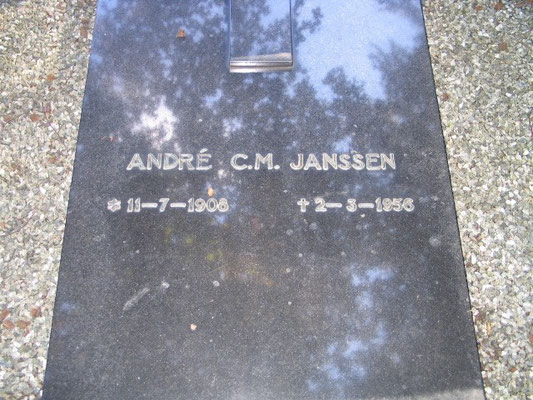 ANDRÉ C.M. JANSSEN
* 11-7-1908 † 2-3-1956